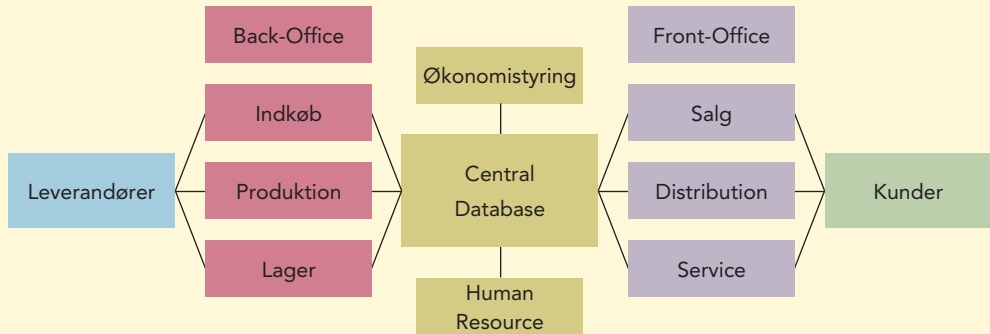 Back-Office
Front-Office
Økonomistyring
Indkøb
Salg
Leverandører
Produktion
Central
Database
Distribution
Kunder
Lager
Service
Human
Resource